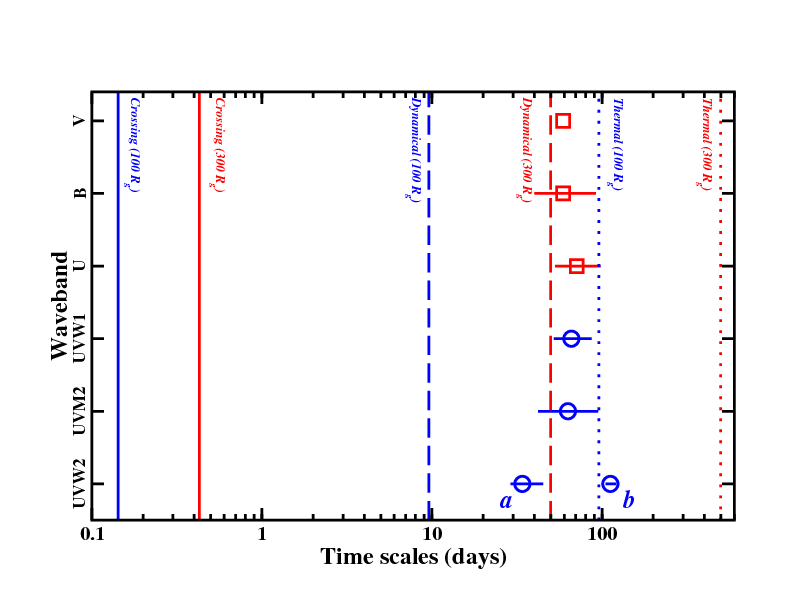 Crossing (100 Rg)
Crossing (300 Rg)
Dynamical (100 Rg)
Dynamical (300 Rg)
Thermal (100 Rg)
Thermal (300 Rg)
V
B
U
UVW1
UVM2
UVW2
Waveband
a
b
0.1
1
10
100
Time scales (days)